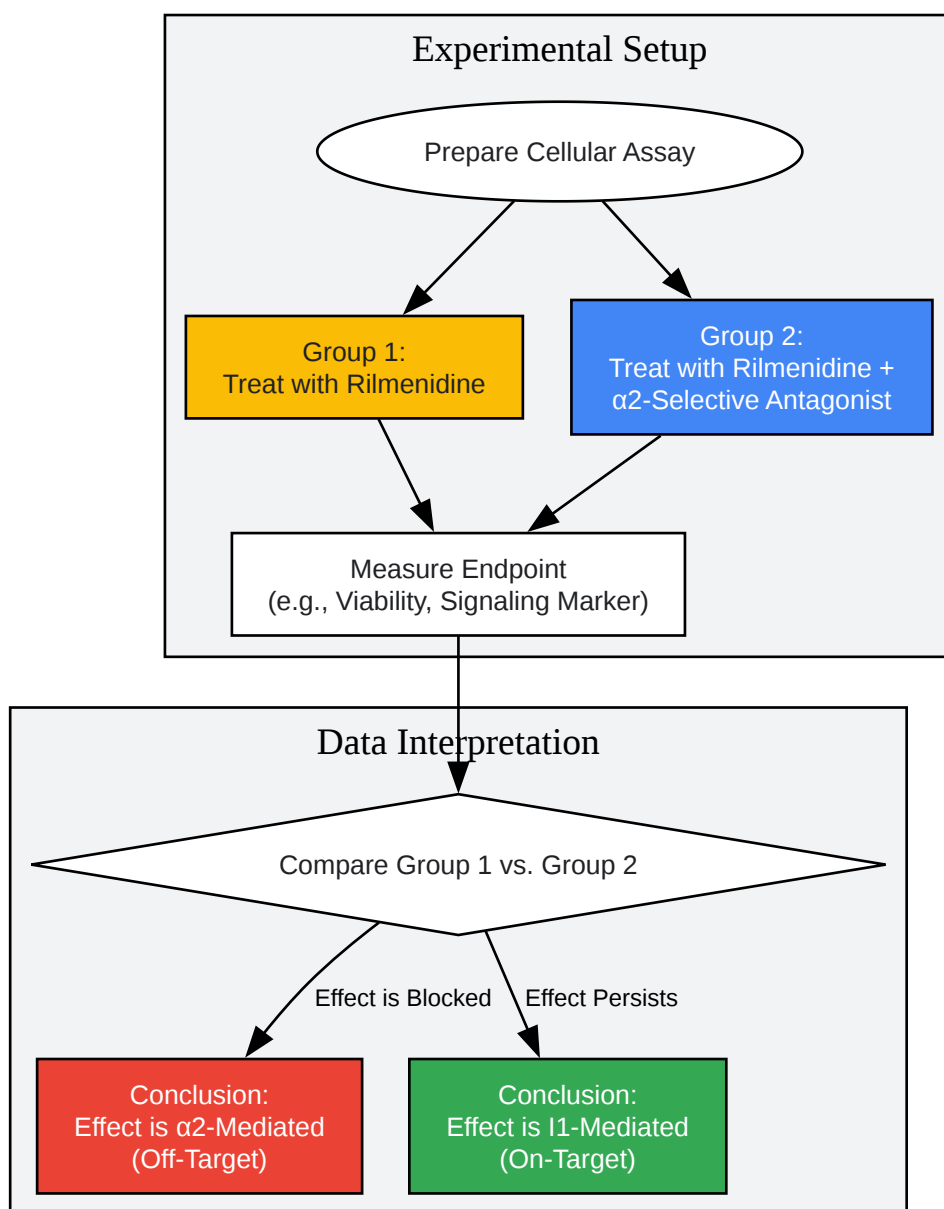 Experimental Setup
Prepare Cellular Assay
Group 1:
Treat with Rilmenidine
Group 2:
Treat with Rilmenidine +
α2-Selective Antagonist
Measure Endpoint
(e.g., Viability, Signaling Marker)
Data Interpretation
Compare Group 1 vs. Group 2
Effect is Blocked
Effect Persists
Conclusion:
Effect is α2-Mediated
(Off-Target)
Conclusion:
Effect is I1-Mediated
(On-Target)